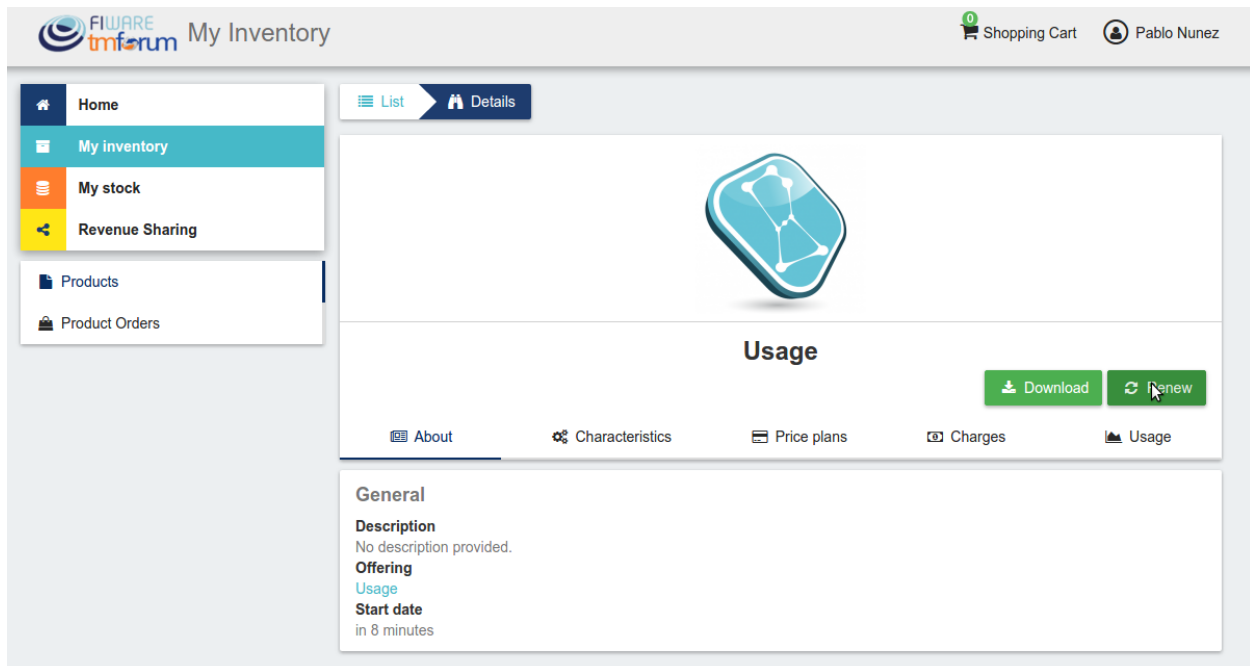 FIWARE
tmforum
My Inventory
0
Shopping Cart
Pablo Nunez
Home
My inventory
My stock
Revenue Sharing
Products
Product Orders
List
Details
Usage
Download
Renew
About
Characteristics
Price plans
Charges
Usage
General
Description
No description provided.
Offering
Usage
Start date
in 8 minutes